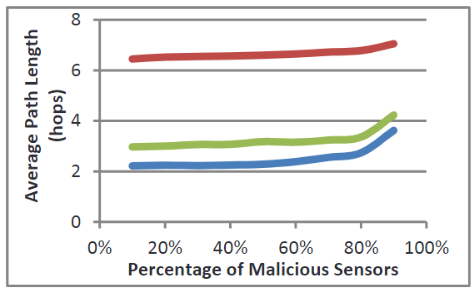 Average Path Length
(hops)
8
6
4
2
0
0% 20% 40% 60% 80% 100%
Percentage of Malicious Sensors